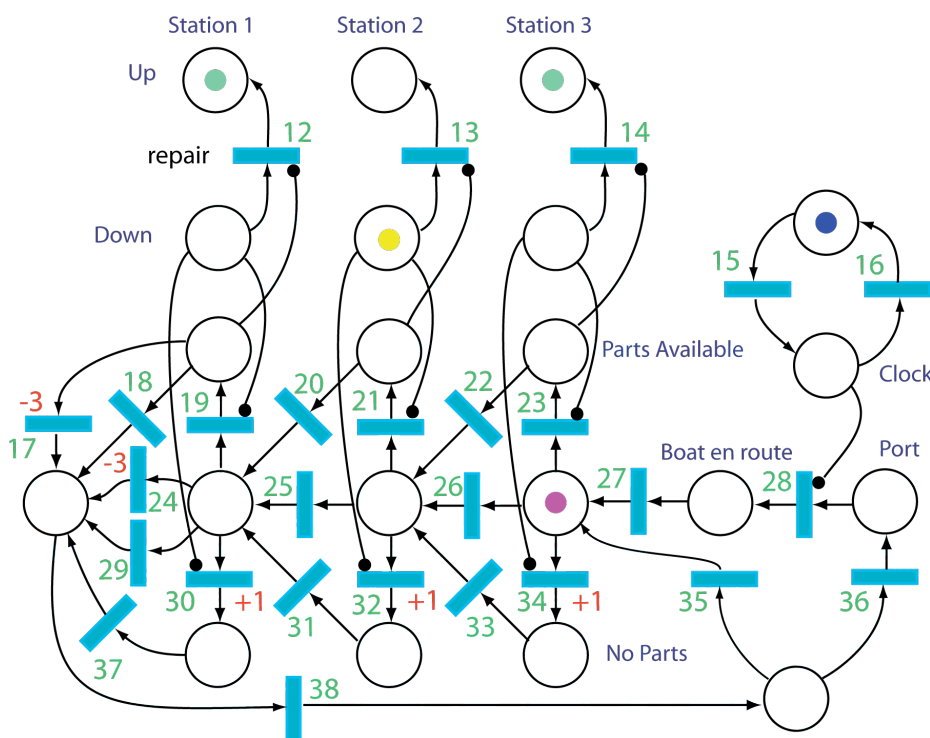 Station 1
Station 2
Station 3
Up
12
13
14
repair
Down
15
16
Parts Available
Clock
18
20
22
-3
19
21
23
17
-3
Boat en route
Port
24
25
26
27
28
29
30
+1
31
32
+1
33
34
+1
35
36
37
No Parts
38